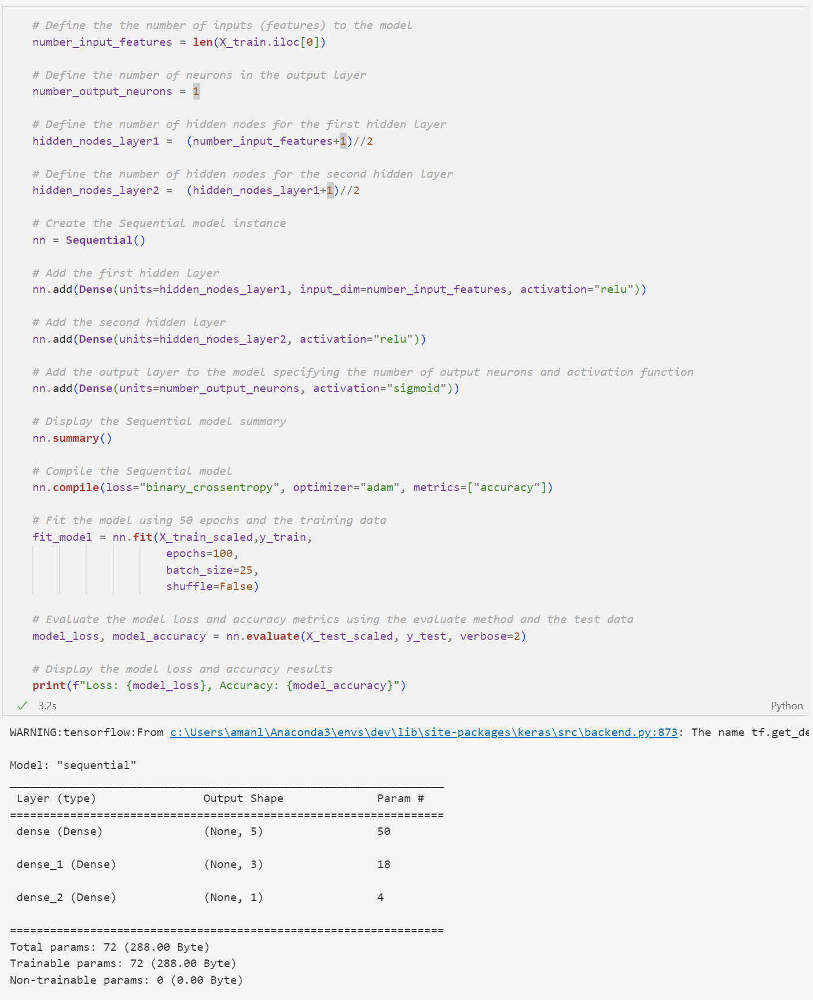 # Define the the number of inputs (features) to the model
number_input_features = len(X_train.iloc[0])
# Define the number of neurons in the output layer
number_output_neurons = 1
# Define the number of hidden nodes for the first hidden layer
hidden_nodes_layer1 =  (number_input_features+1)//2
# Define the number of hidden nodes for the second hidden layer
hidden_nodes_layer2 =  (hidden_nodes_layer1+1)//2
# Create the Sequential model instance
nn = Sequential()
# Add the first hidden layer
nn.add(Dense(units=hidden_nodes_layer1, input_dim=number_input_features, activation="relu"))
# Add the second hidden layer
nn.add(Dense(units=hidden_nodes_layer2, activation="relu"))
# Add the output layer to the model specifying the number of output neurons and activation function
nn.add(Dense(units=number_output_neurons, activation="sigmoid"))
# Display the Sequential model summary
nn.summary()
# Compile the Sequential model
nn.compile(loss="binary_crossentropy", optimizer="adam", metrics=["accuracy"])
# Fit the model using 50 epochs and the training data
fit_model = nn.fit(X_train_scaled,y_train,
epochs=100,
batch_size=25,
shuffle=False)
# Evaluate the model loss and accuracy metrics using the evaluate method and the test data
model_loss, model_accuracy = nn.evaluate(X_test_scaled, y_test, verbose=2)
# Display the model loss and accuracy results
print(f"Loss: {model_loss}, Accuracy: {model_accuracy}")
3.2s Python
WARNING:tensorflow:From c:\Users\amanl\Anaconda3\envs\dev\lib\site-packages\keras\src\backend.py:873: The name tf.get_de
Model: "sequential"
_________________________________________________________________
Layer (type) Output Shape Param #
=================================================================
dense (Dense) (None, 5) 50
dense_1 (Dense) (None, 3) 18
dense_2 (Dense) (None, 1) 4
=================================================================
Total params: 72 (288.00 Byte)
Trainable params: 72 (288.00 Byte)
Non-trainable params: 0 (0.00 Byte)